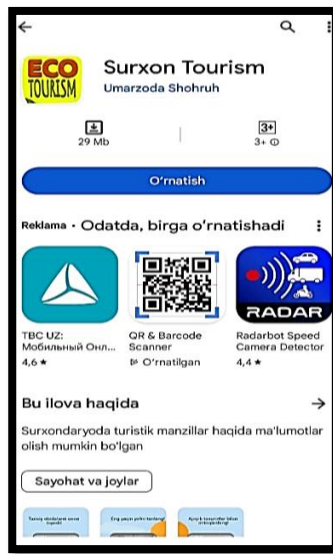 ECO
TOURISM
Surxon Tourism
Umarzoda Shohruh
29 Mb
3+
3+
O'rnatish
Reklama · Odatda, birga o'rnatishadi
RADAR
TBC UZ:
Мобильный Онл...
4,6 ★
QR & Barcode
Scanner
O'rnatilgan
Radarbot Speed
Camera Detector
4,4 ★
Bu ilova haqida
Surxondaryoda turistik manzillar haqida ma'lumotlar
olish mumkin bo'lgan
Sayohat va joylar